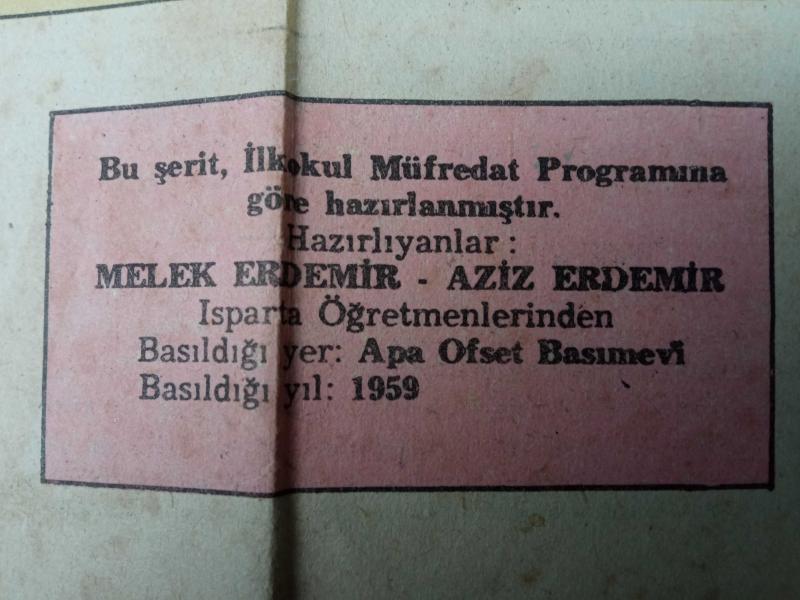 Bu şerit, İlkokul Müfredat Programına
göre hazırlanmıştır.
Hazırlıyanlar :
MELEK ERDEMİR - AZİZ ERDEMİR
Isparta Öğretmenlerinden
Basıldığı yer: Apa Ofset Basımevi
Basıldığı yıl: 1959